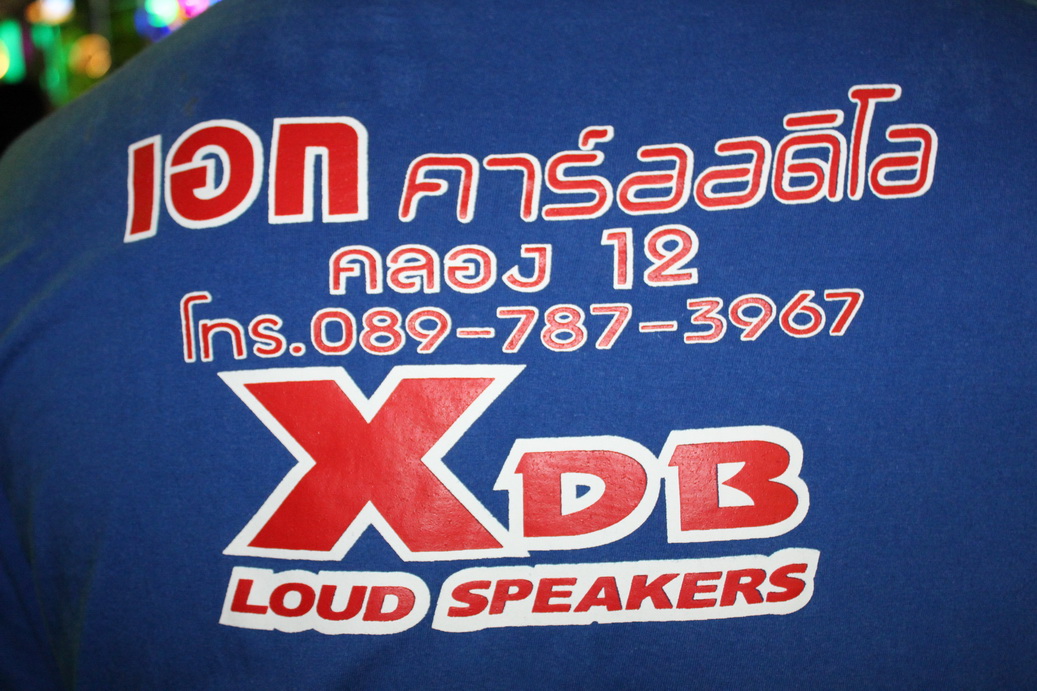 เอก คาร์ออดิโอ
คลอง 12
โทร.089-787-3967
XDB
LOUD SPEAKERS